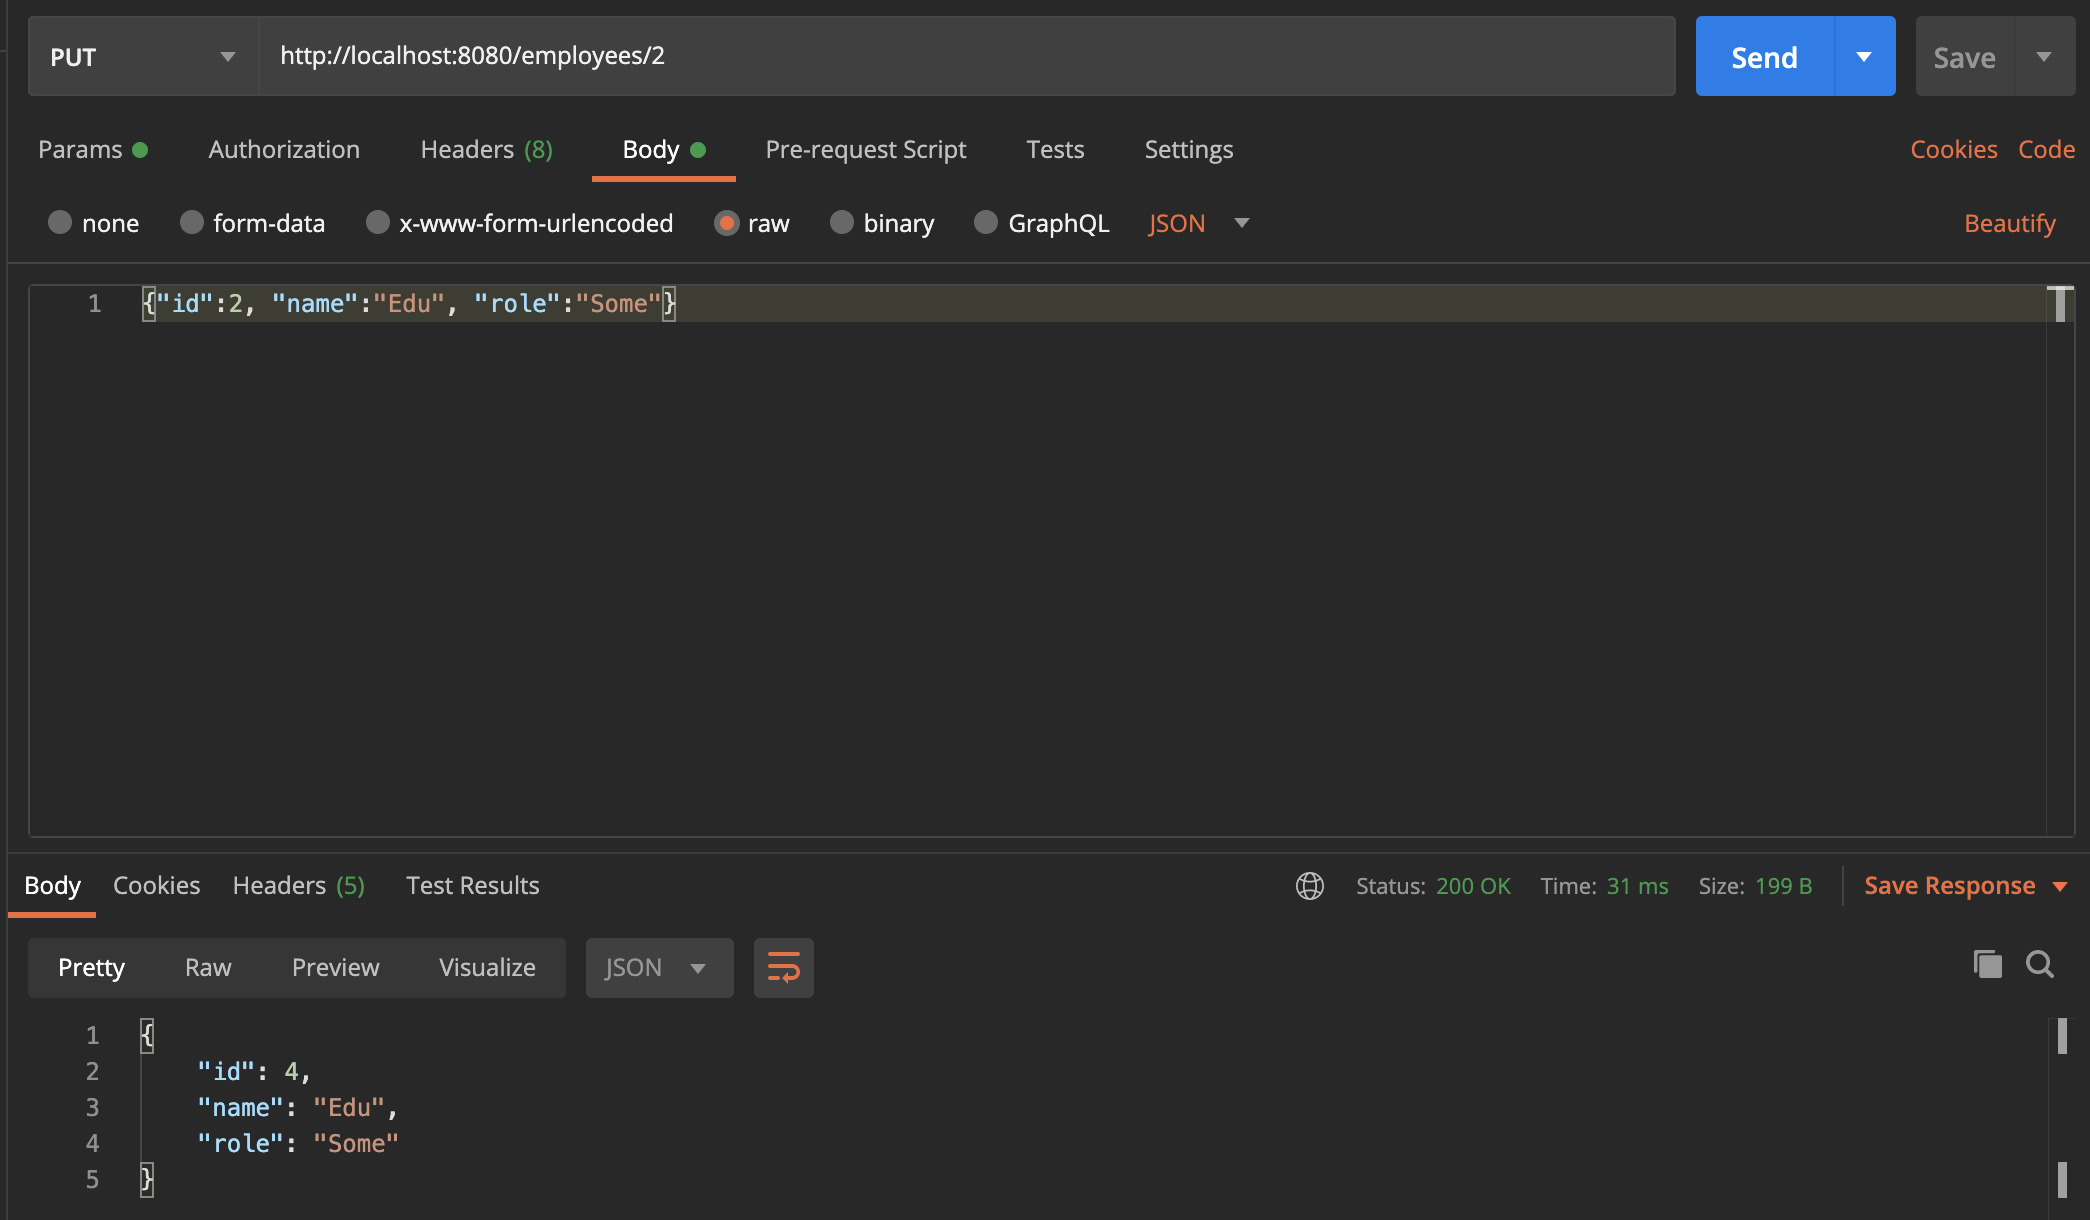 PUT http://localhost:8080/employees/2 Send Save
Params Authorization Headers (8) Body Pre-request Script Tests Settings Cookies Code
none form-data x-www-form-urlencoded raw binary GraphQL JSON Beautify
1 {"id":2, "name":"Edu", "role":"Some"}
Body Cookies Headers (5) Test Results Status: 200 OK Time: 31 ms Size: 199 B Save Response
Pretty Raw Preview Visualize JSON
1 {
2 "id": 4,
3 "name": "Edu",
4 "role": "Some"
5 }